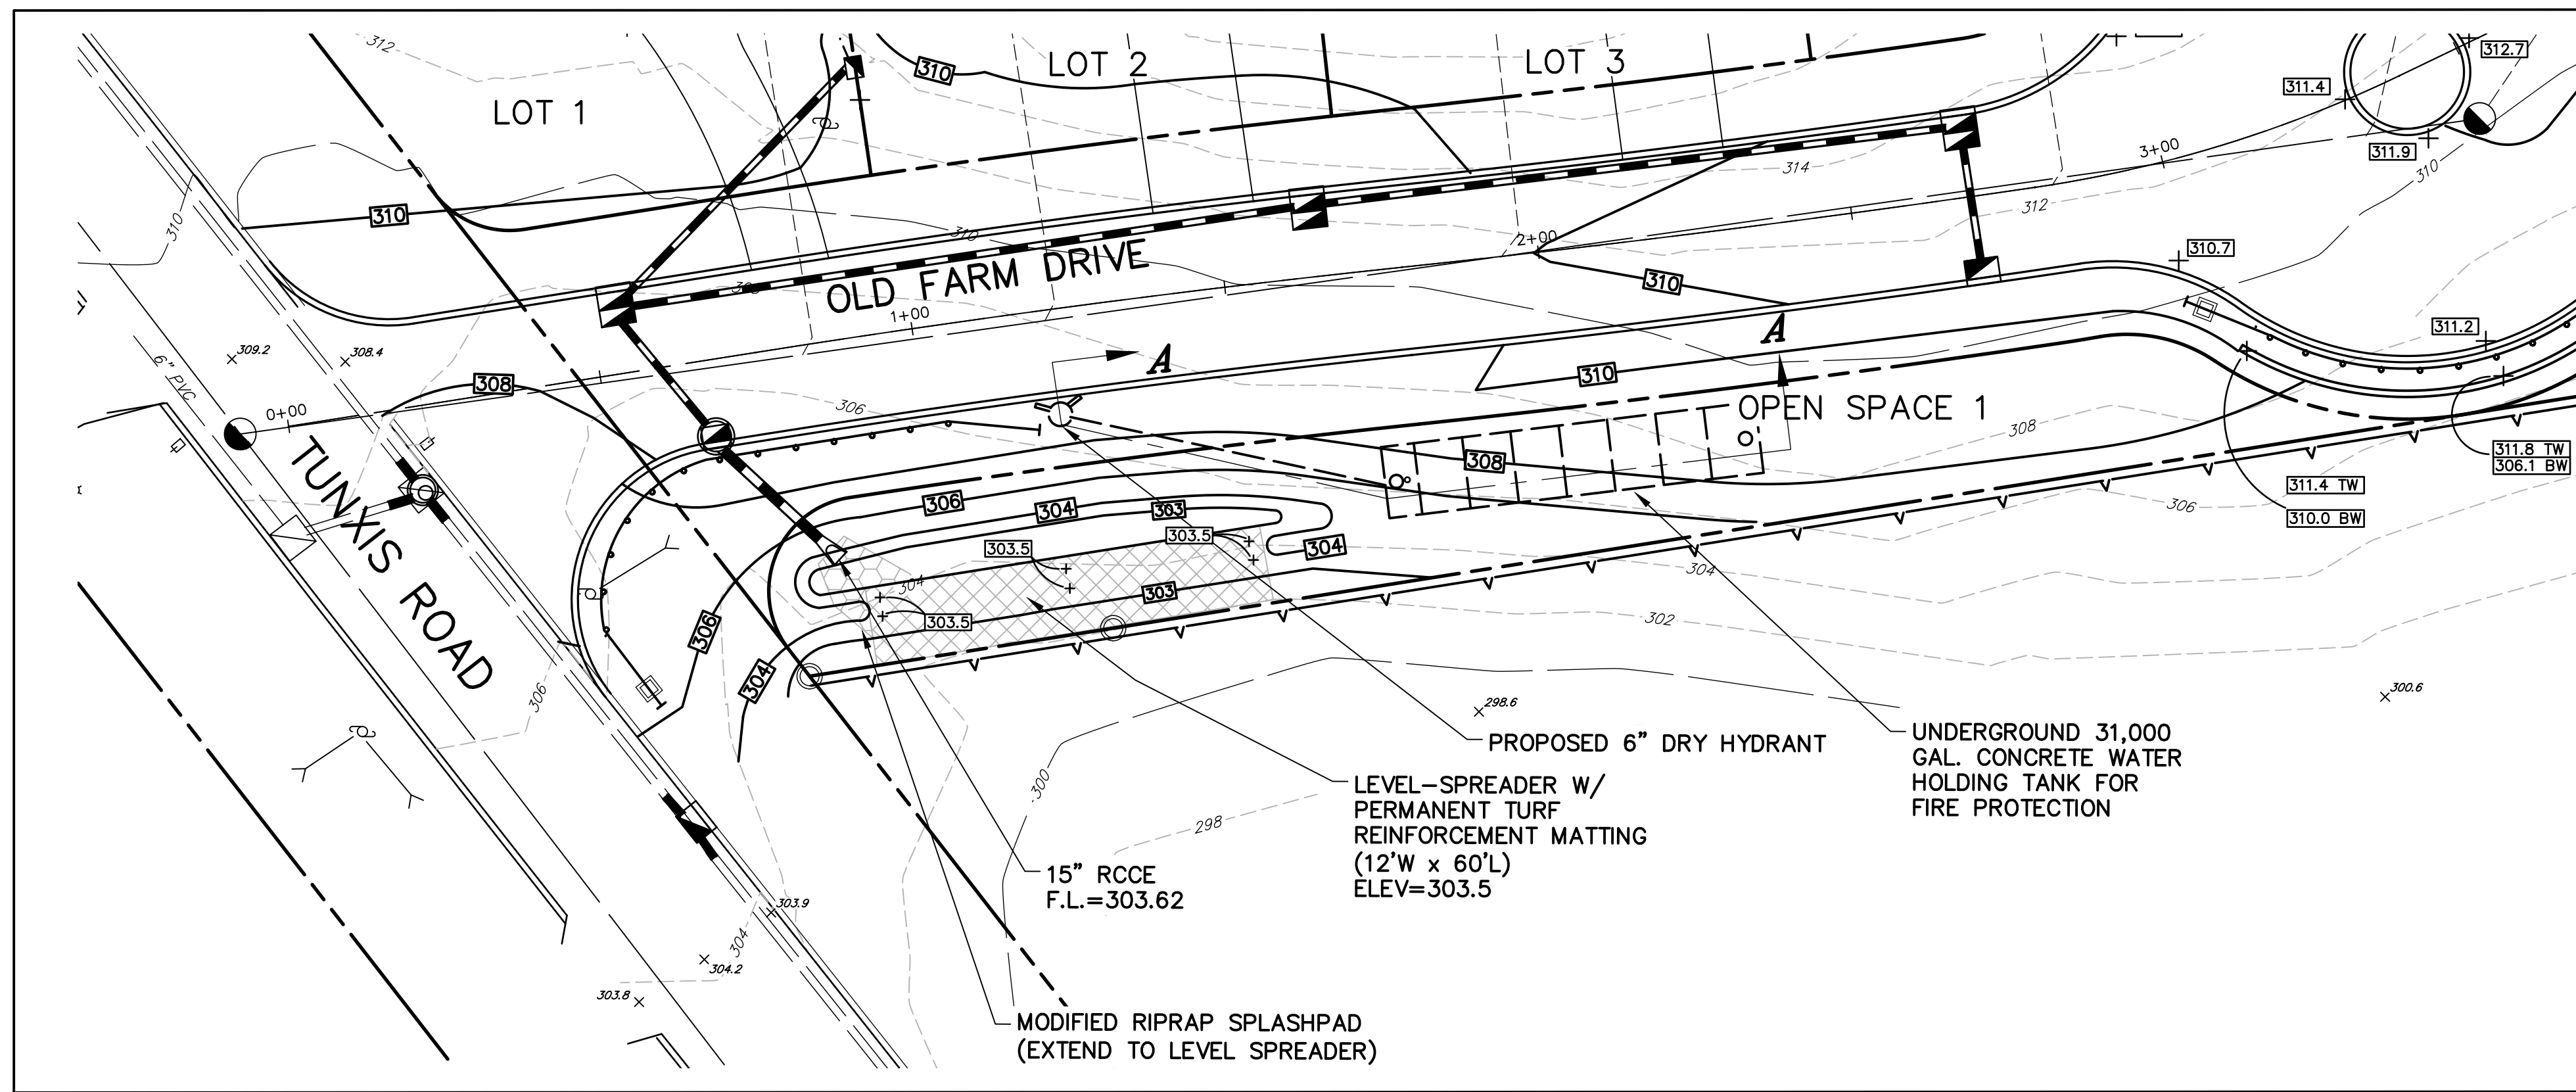 312
LOT 1
310
LOT 2
LOT 3
312.7
311.4
311.9
3+00
310
314
312
310
310
310
308
2+00
310
310.7
OLD FARM DRIVE
1+00
309.2
308.4
6" PVC
308
0+00
306
A
A
310
311.2
OPEN SPACE 1
308
308
311.8 TW
306.1 BW
311.4 TW
310.0 BW
306
TUNXIS ROAD
306
304
303
303.5
303.5
304
304
303
303.5
304
302
306
304
306
298.6
300.6
300
298
PROPOSED 6" DRY HYDRANT
UNDERGROUND 31,000
GAL. CONCRETE WATER
HOLDING TANK FOR
FIRE PROTECTION
LEVEL-SPREADER W/
PERMANENT TURF
REINFORCEMENT MATTING
(12'W x 60'L)
ELEV=303.5
15" RCCE
F.L.=303.62
303.9
304
304.2
303.8
MODIFIED RIPRAP SPLASHPAD
(EXTEND TO LEVEL SPREADER)